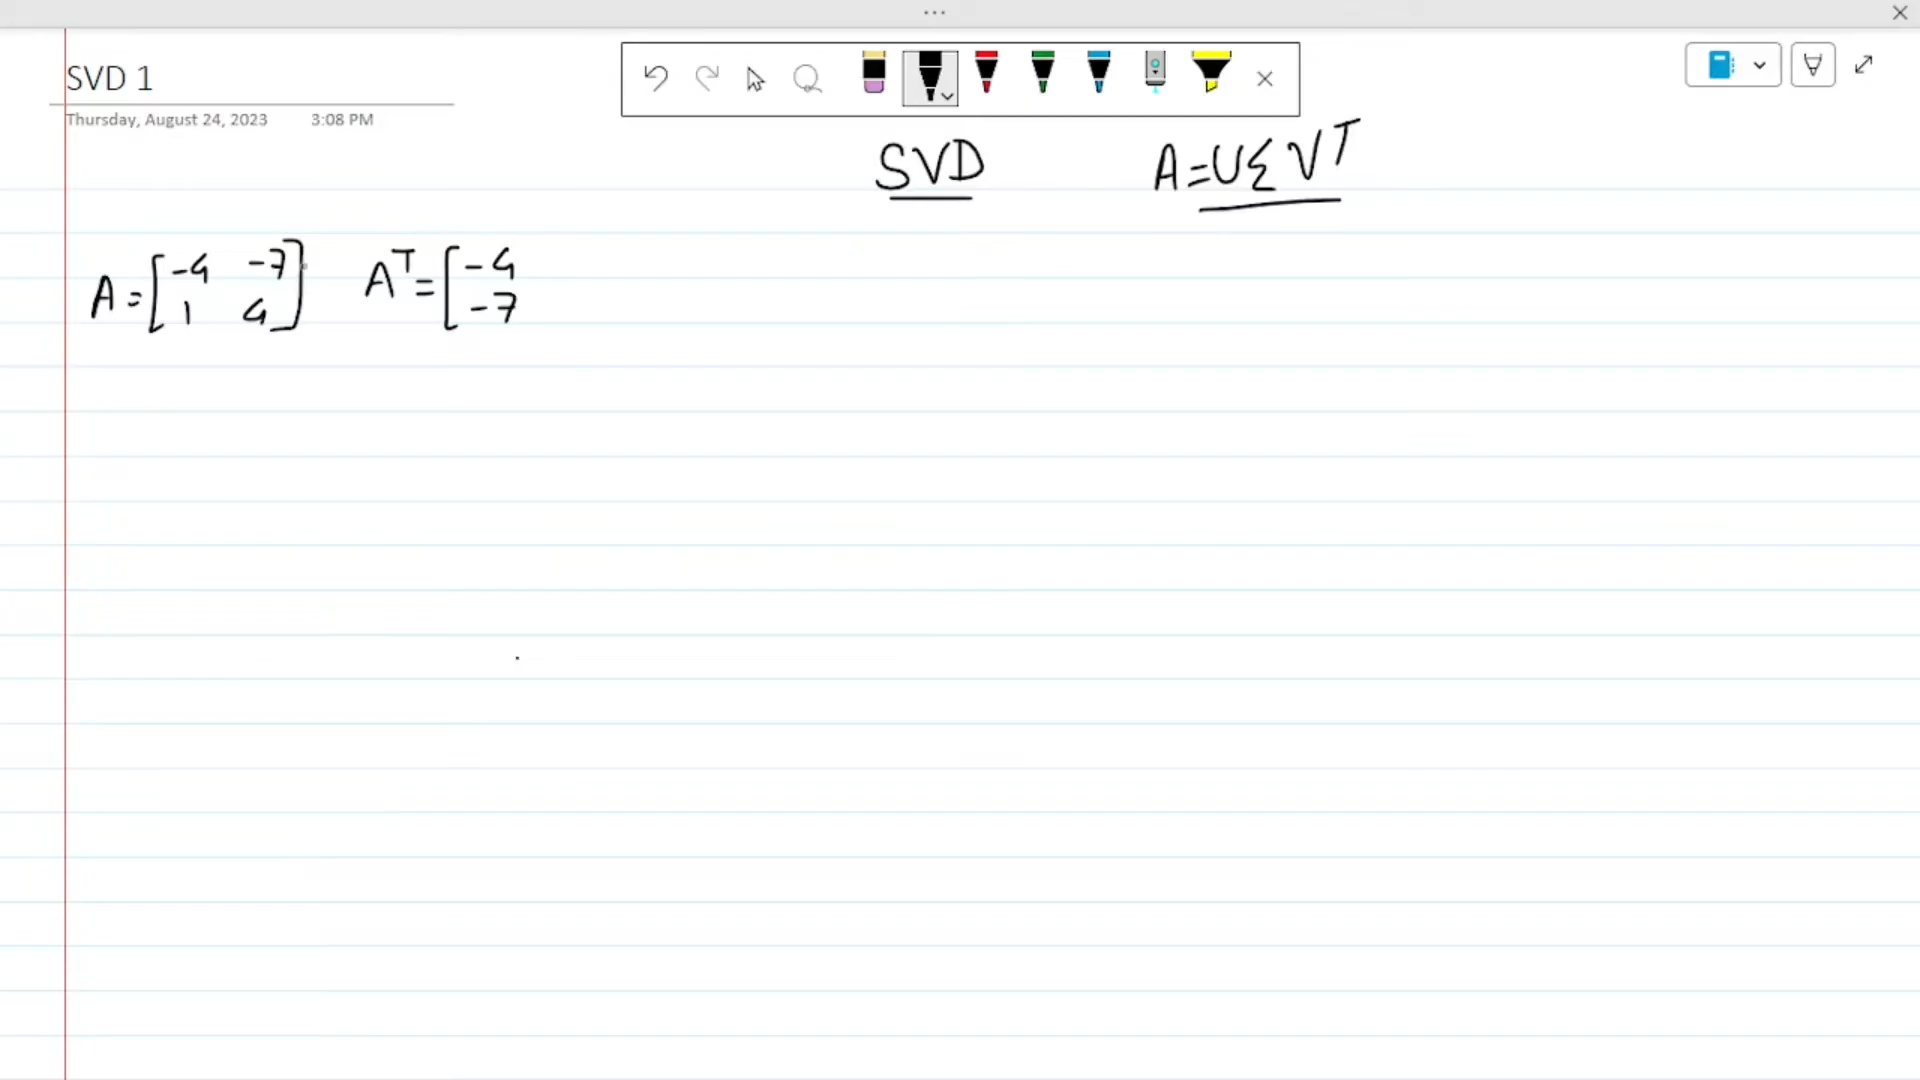 SVD 1
Thursday, August 24, 2023 3:08 PM
SVD A=UΣV^T
A=[-4 -7
1 4] A^T=[-4
-7